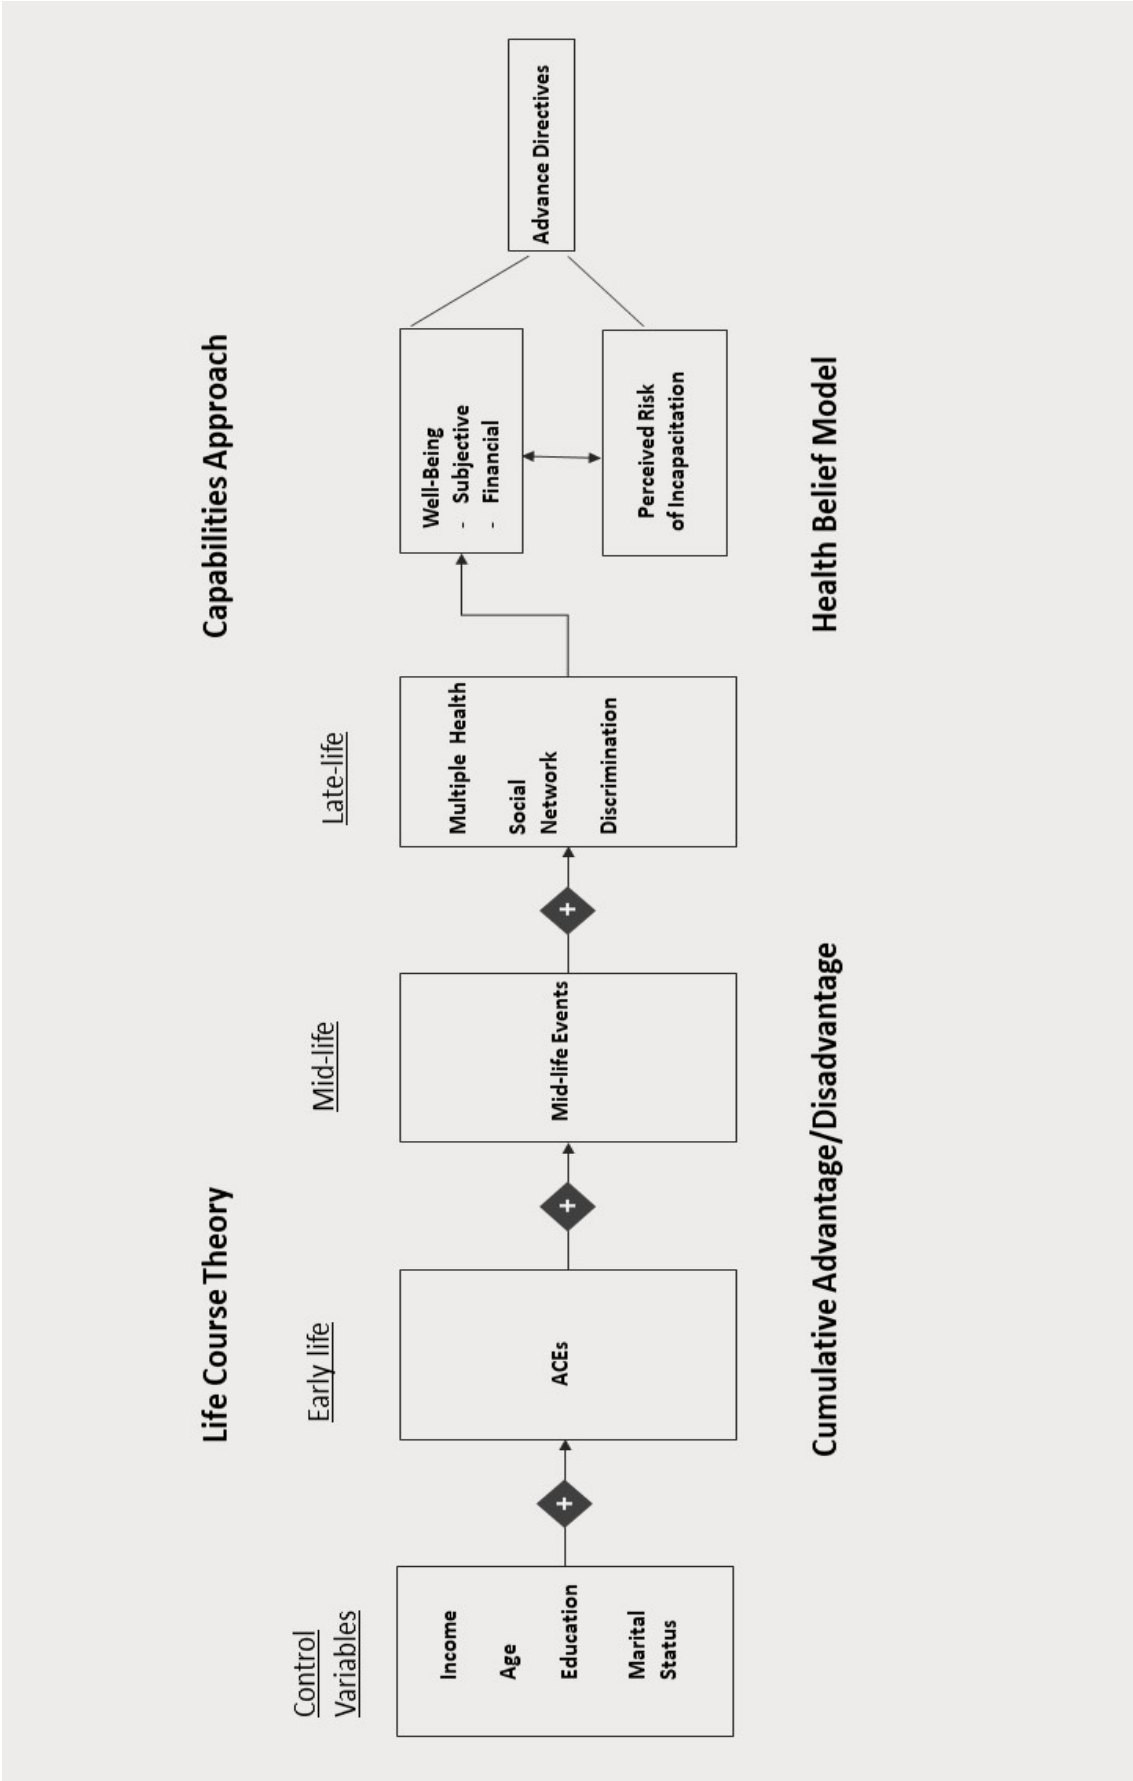 Life Course Theory
Capabilities Approach
Control
Variables
Early life
Mid-life
Late-life
Income
Age
Education
Marital
Status
+
ACEs
+
Mid-life Events
+
Multiple Health
Social
Network
Discrimination
Well-Being
- Subjective
- Financial
Perceived Risk
of Incapacitation
Advance Directives
Cumulative Advantage/Disadvantage
Health Belief Model